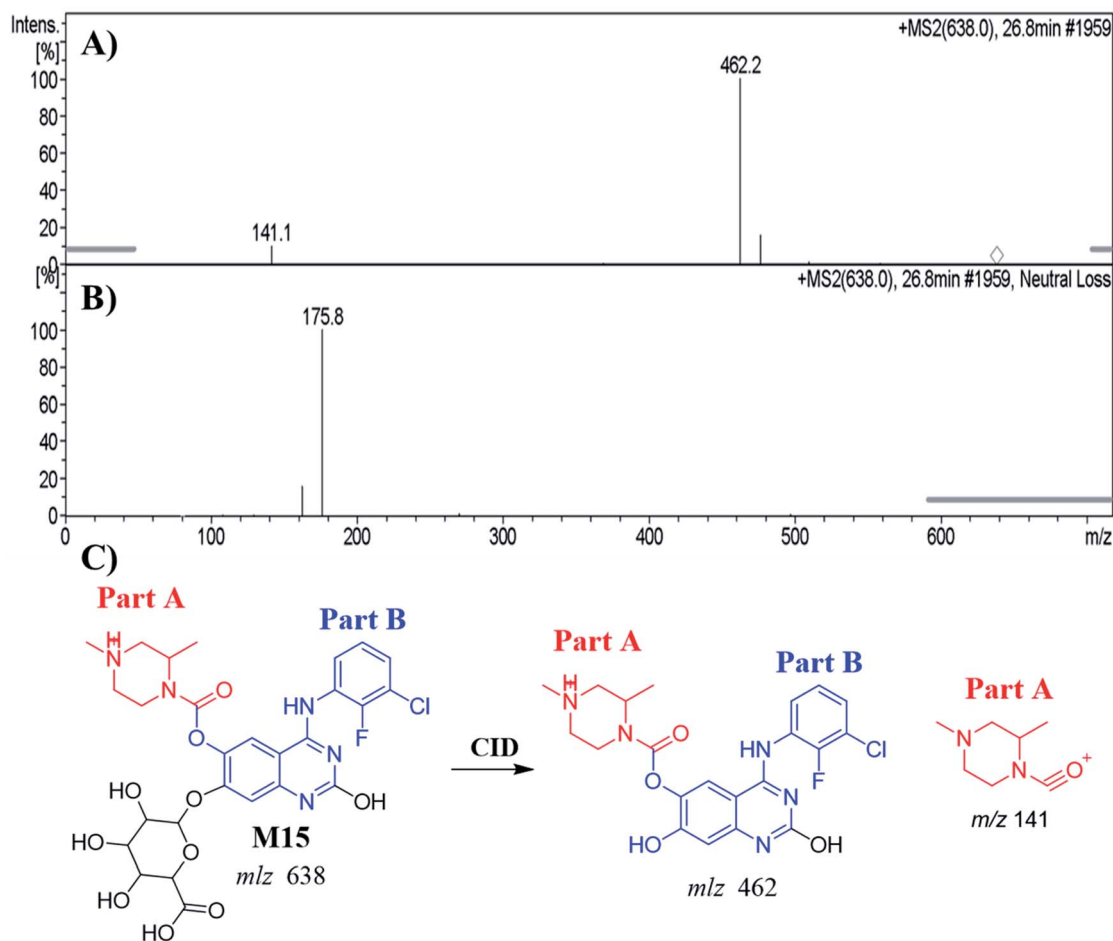 Intens.
[%]
A)
+MS2(638.0), 26.8min #1959
462.2
100
80
60
40
20
0
141.1
[%]
B)
+MS2(638.0), 26.8min #1959, Neutral Loss
175.8
100
80
60
40
20
0
0 100 200 300 400 500 600 m/z
C)
Part A
Part B
H
N
+
N
O
O
HN
F
Cl
N
N
OH
O
HO
HO
HO
O
O
HO
M15
mlz 638
CID
Part A
Part B
H
N
+
N
O
O
HN
F
Cl
N
N
OH
HO
mlz 462
Part A
N
N
O+
m/z 141